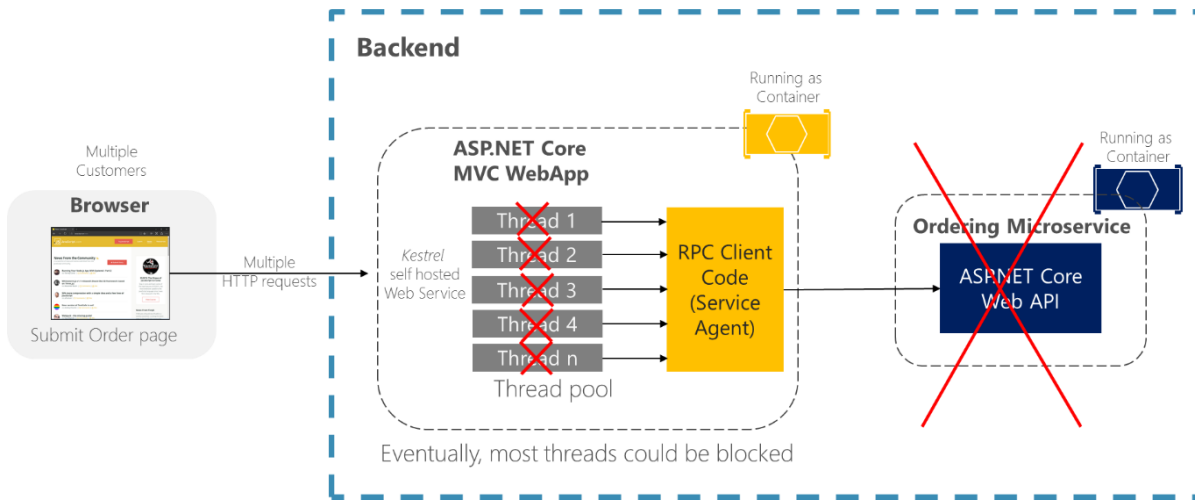 Backend
Running as
Container
Running as
Container
Multiple
Customers
Browser
Submit Order page
Multiple
HTTP requests
ASP.NET Core
MVC WebApp
Kestrel
self hosted
Web Service
Thread 1
Thread 2
Thread 3
Thread 4
Thread n
Thread pool
RPC Client
Code
(Service
Agent)
Ordering Microservice
ASP.NET Core
Web API
Eventually, most threads could be blocked